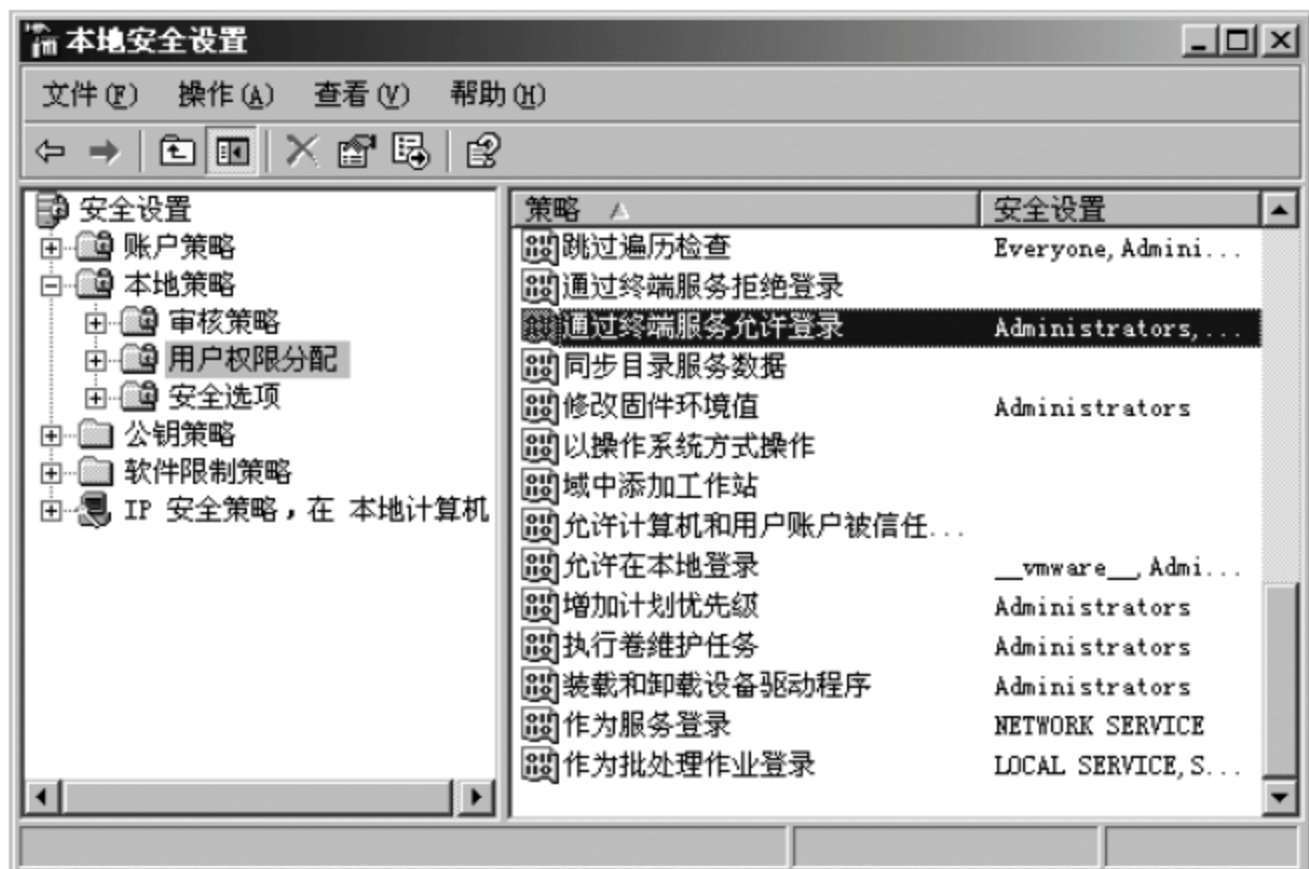 本地安全设置
文件(F) 操作(A) 查看(V) 帮助(H)
安全设置
账户策略
本地策略
审核策略
用户权限分配
安全选项
公钥策略
软件限制策略
IP 安全策略，在 本地计算机
策略 安全设置
跳过遍历检查 Everyone,Admini...
通过终端服务拒绝登录
通过终端服务允许登录 Administrators,...
同步目录服务数据
修改固件环境值 Administrators
以操作系统方式操作
域中添加工作站
允许计算机和用户账户被信任...
允许在本地登录 __vmware__,Admi...
增加计划优先级 Administrators
执行卷维护任务 Administrators
装载和卸载设备驱动程序 Administrators
作为服务登录 NETWORK SERVICE
作为批处理作业登录 LOCAL SERVICE,S...